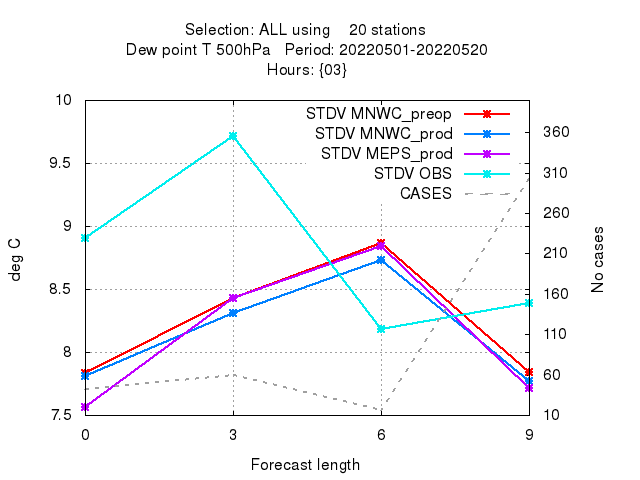 Selection: ALL using    20 stations
Dew point T 500hPa   Period: 20220501-20220520
Hours: {03}
STDV MNWC_preop
STDV MNWC_prod
STDV MEPS_prod
STDV OBS
CASES
10
9.5
9
8.5
8
7.5
deg C
360
310
260
210
160
110
60
10
No cases
0 3 6 9
Forecast length